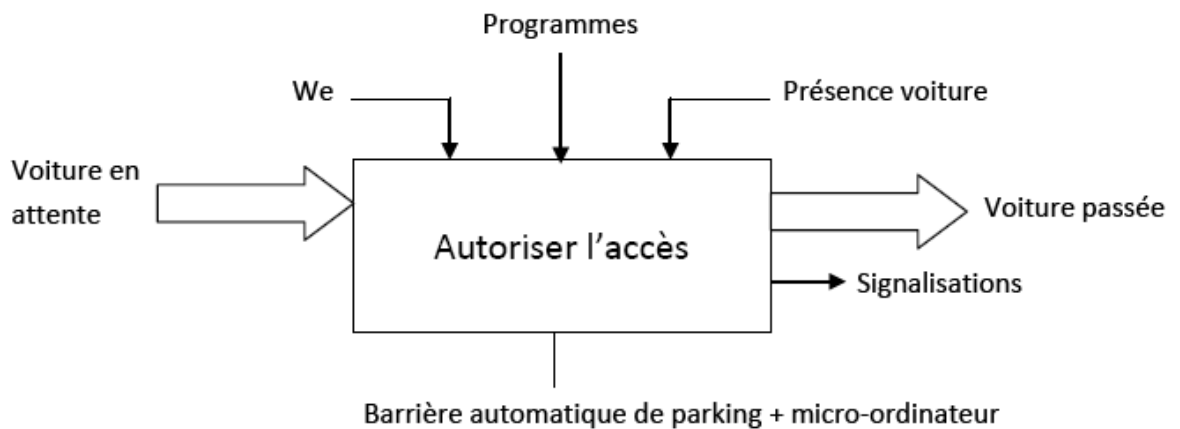 Programmes
We
Présence voiture
Voiture en
attente
Autoriser l'accès
Voiture passée
Signalisations
Barrière automatique de parking + micro-ordinateur